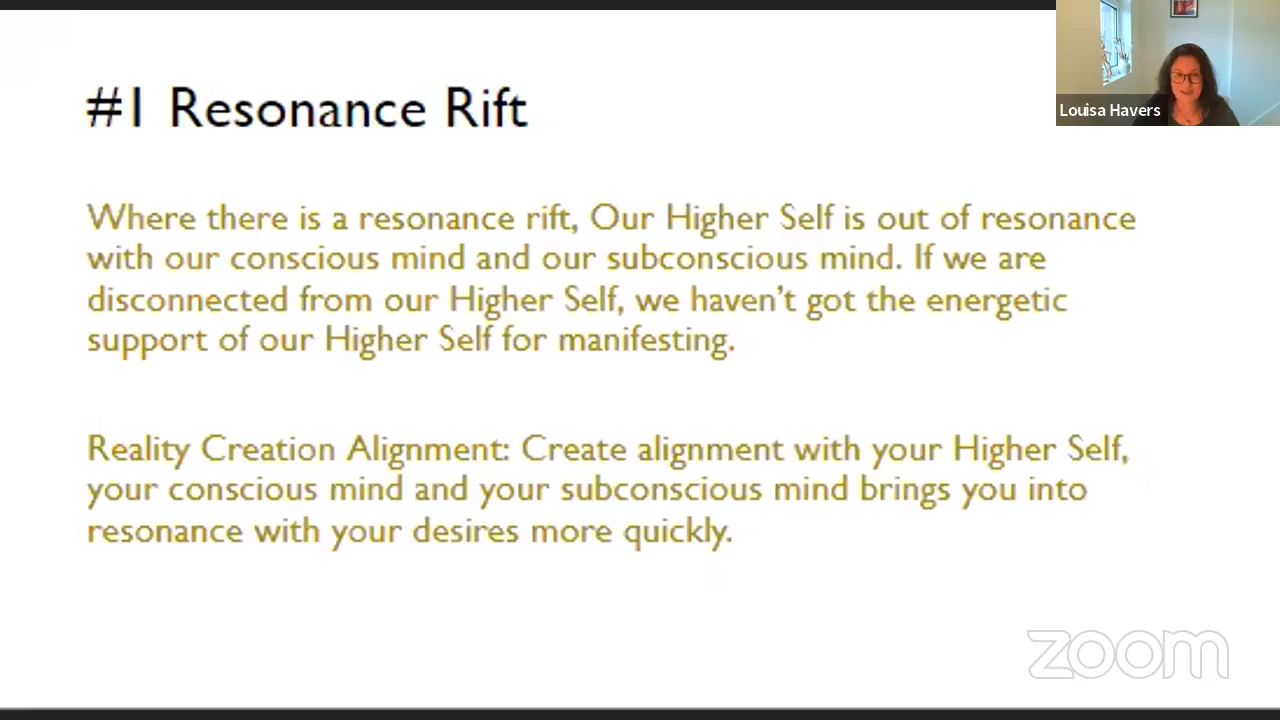 #1 Resonance Rift
Louisa Havers
Where there is a resonance rift, Our Higher Self is out of resonance
with our conscious mind and our subconscious mind. If we are
disconnected from our Higher Self, we haven't got the energetic
support of our Higher Self for manifesting.
Reality Creation Alignment: Create alignment with your Higher Self,
your conscious mind and your subconscious mind brings you into
resonance with your desires more quickly.
zoom